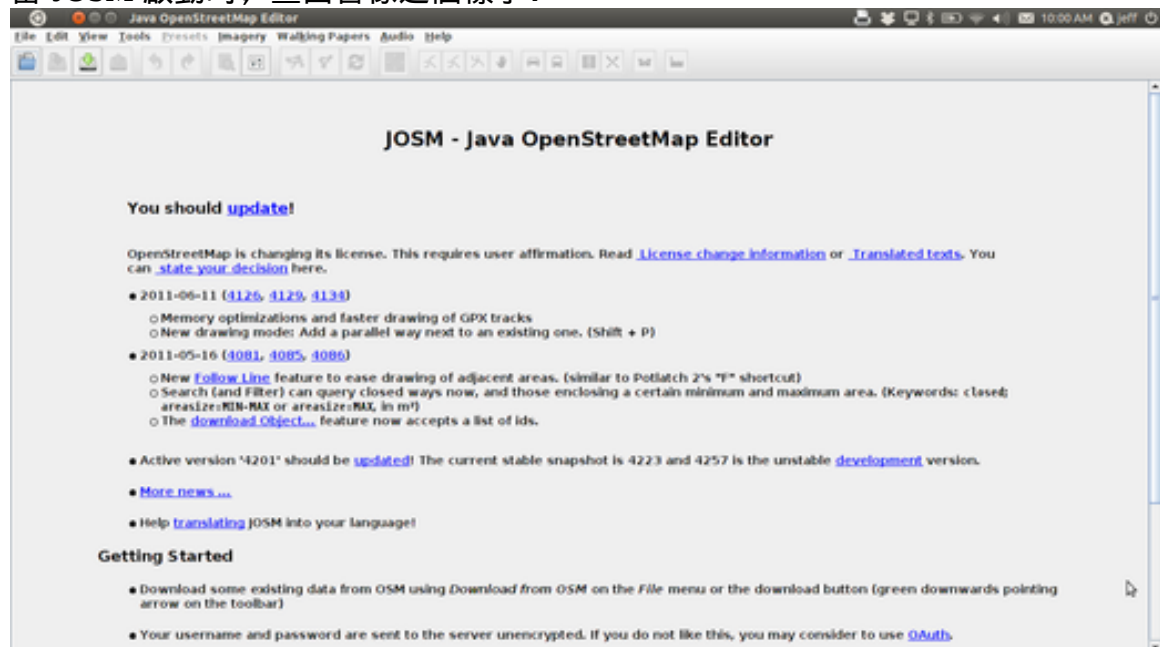 Java OpenStreetMap Editor
10:00 AM jeff
File Edit View Tools Presets Imagery Walking Papers Audio Help
JOSM - Java OpenStreetMap Editor
You should update!
OpenStreetMap is changing its license. This requires user affirmation. Read License change information or Translated texts. You
can state your decision here.
2011-06-11 (4126, 4129, 4134)
Memory optimizations and faster drawing of GPX tracks
New drawing mode: Add a parallel way next to an existing one. (Shift + P)
2011-05-16 (4081, 4085, 4086)
New Follow Line feature to ease drawing of adjacent areas. (similar to Potlatch 2's "F" shortcut)
Search (and Filter) can query closed ways now, and those enclosing a certain minimum and maximum area. (Keywords: closed;
areasize:MIN-MAX or areasize:MAX, in m²)
The download Object... feature now accepts a list of ids.
Active version '4201' should be updated! The current stable snapshot is 4223 and 4257 is the unstable development version.
More news ...
Help translating JOSM into your language!
Getting Started
Download some existing data from OSM using Download from OSM on the File menu or the download button (green downwards pointing
arrow on the toolbar)
Your username and password are sent to the server unencrypted. If you do not like this, you may consider to use OAuth.